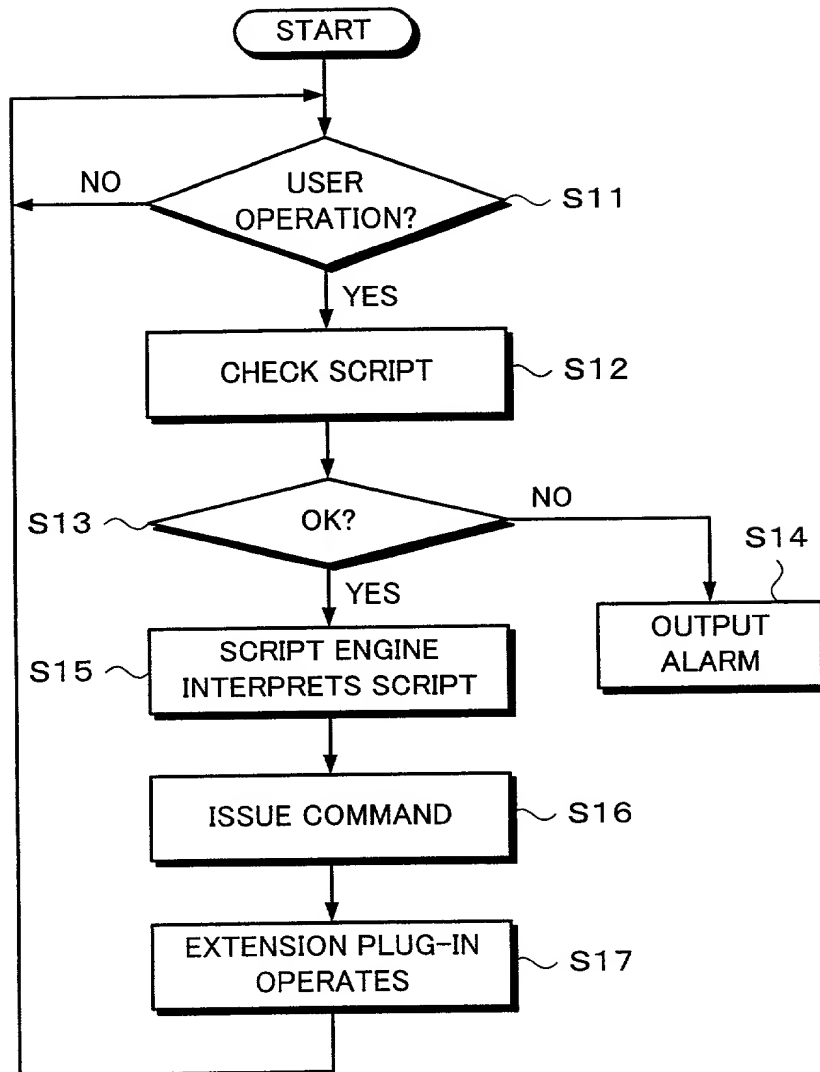 START
NO
USER
OPERATION?
S11
YES
CHECK SCRIPT
S12
S13
OK?
NO
S14
YES
OUTPUT
ALARM
S15
SCRIPT ENGINE
INTERPRETS SCRIPT
ISSUE COMMAND
S16
EXTENSION PLUG-IN
OPERATES
S17